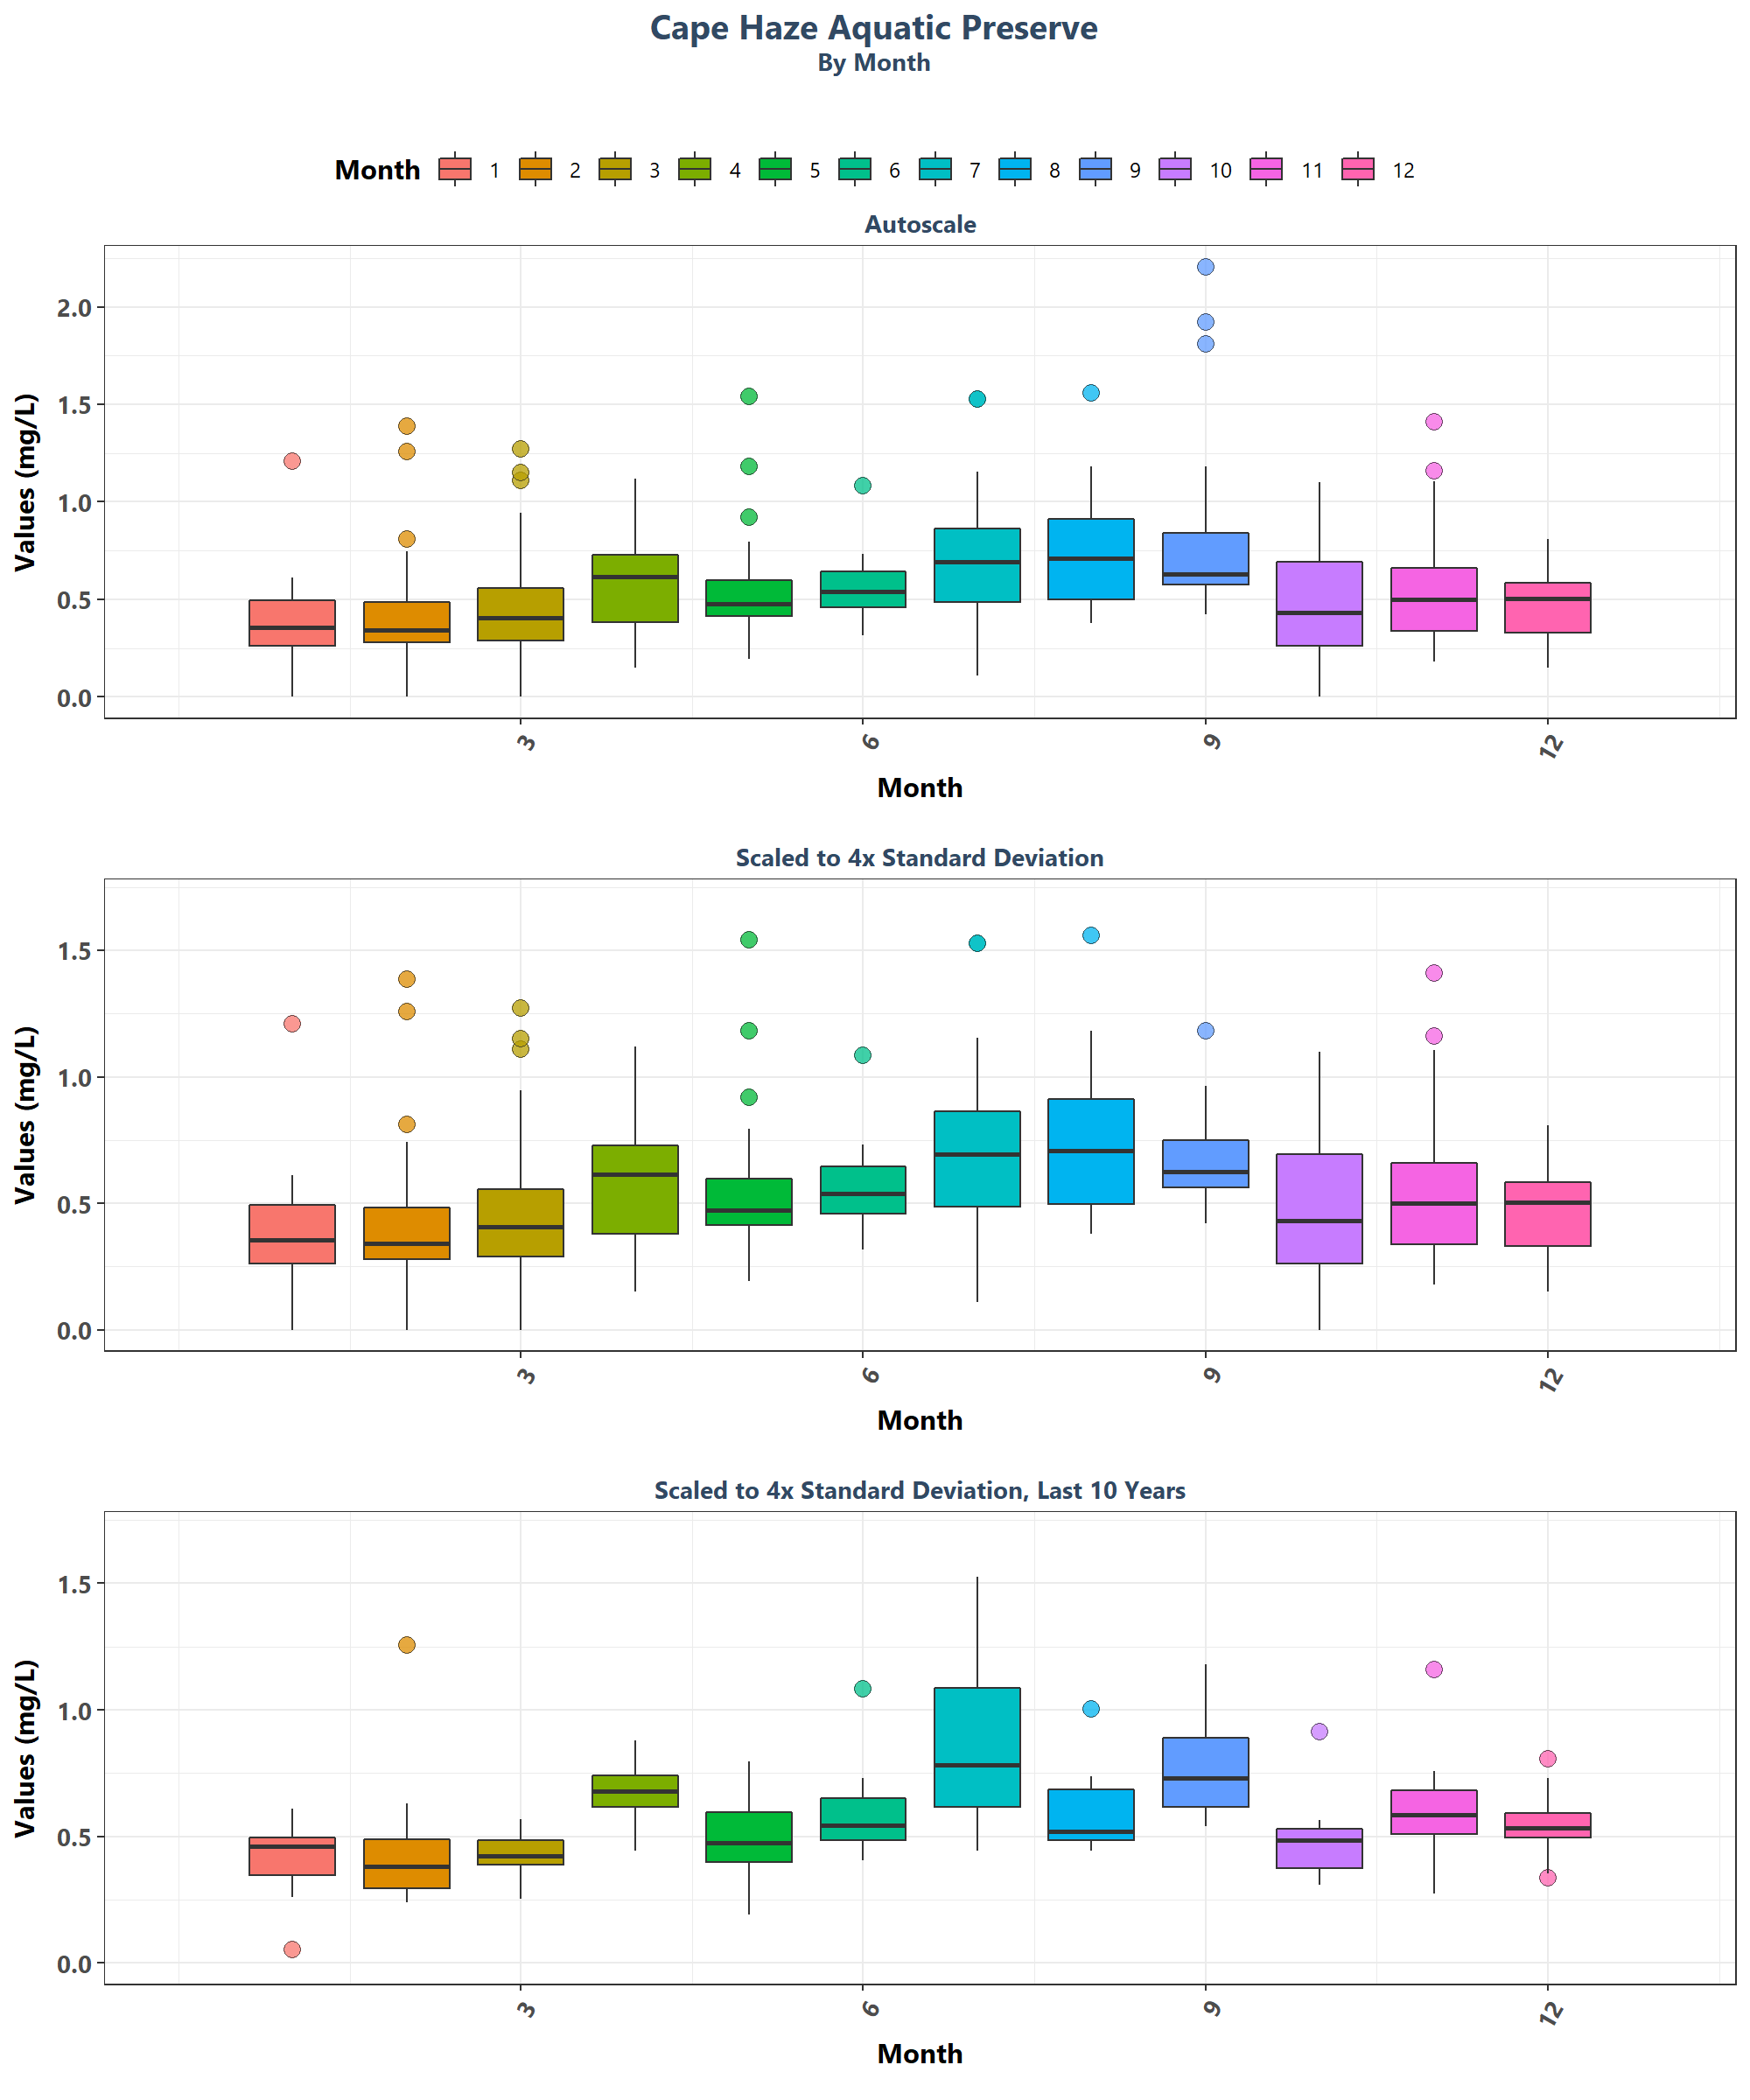 Cape Haze Aquatic Preserve
By Month
Month 1 2 3 4 5 6 7 8 9 10 11 12
Autoscale
Values (mg/L)
2.0
1.5
1.0
0.5
0.0
3 6 9 12
Month
Scaled to 4x Standard Deviation
Values (mg/L)
1.5
1.0
0.5
0.0
3 6 9 12
Month
Scaled to 4x Standard Deviation, Last 10 Years
Values (mg/L)
1.5
1.0
0.5
0.0
3 6 9 12
Month